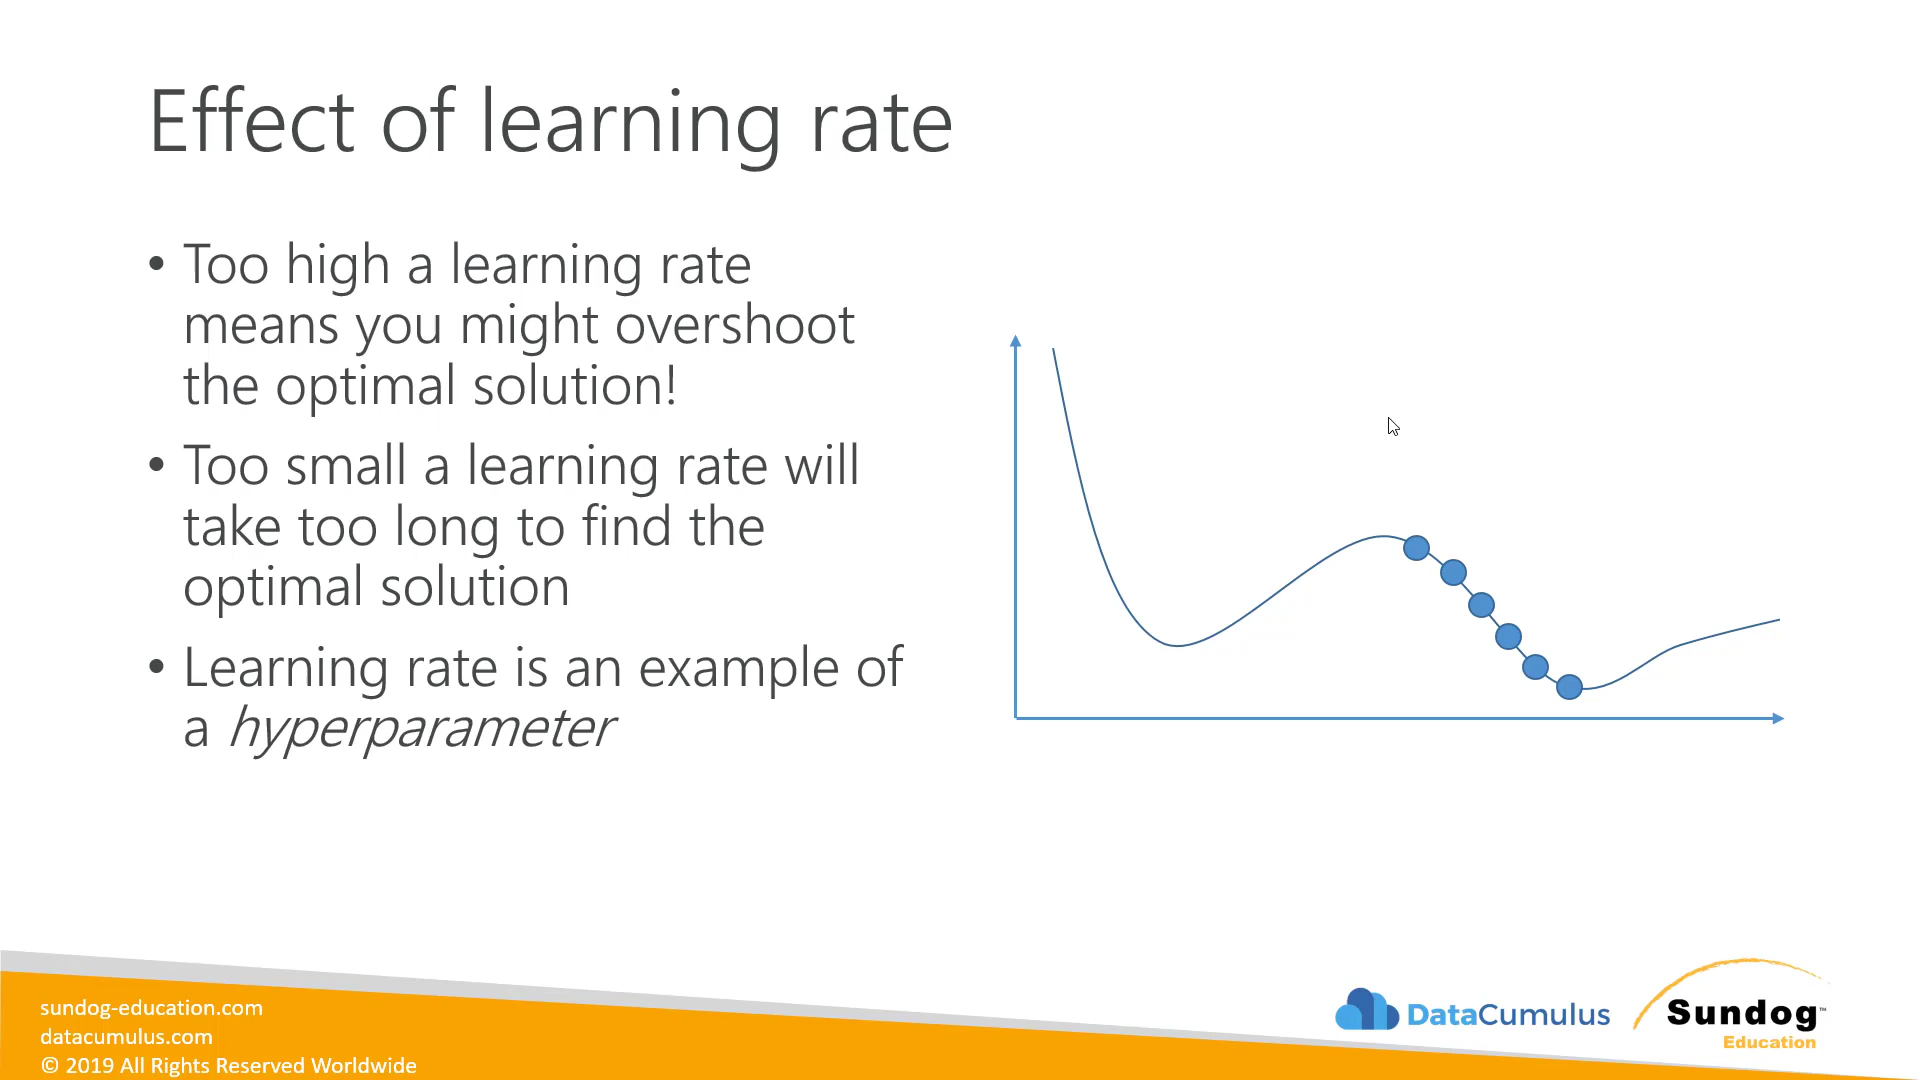 Effect of learning rate
• Too high a learning rate
means you might overshoot
the optimal solution!
• Too small a learning rate will
take too long to find the
optimal solution
• Learning rate is an example of
a hyperparameter
sundog-education.com
datacumulus.com
© 2019 All Rights Reserved Worldwide
DataCumulus
Sundog™
Education